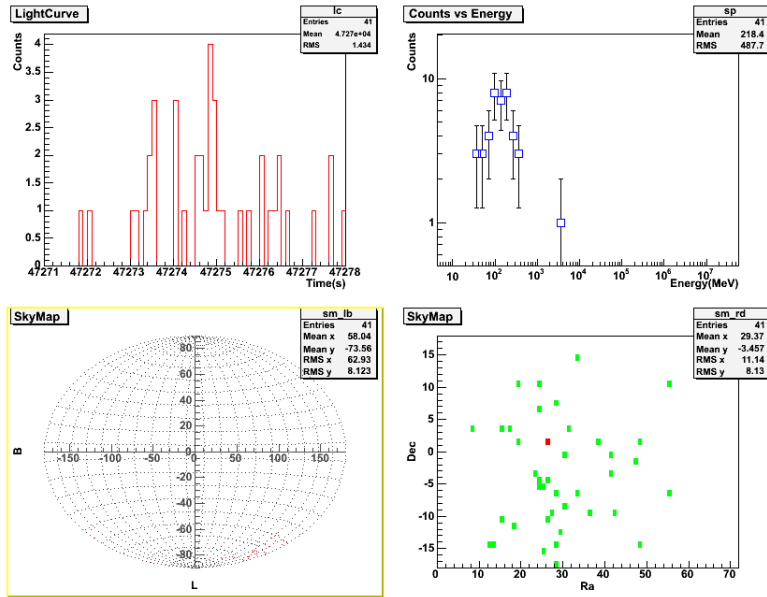 LightCurve
lc
Entries 41
Mean 4.727e+04
RMS 1.434
Counts
4
3.5
3
2.5
2
1.5
1
0.5
0
47271 47272 47273 47274 47275 47276 47277 47278
Time(s)
Counts vs Energy
sp
Entries 41
Mean 218.4
RMS 487.7
Counts
10
1
10 10² 10³ 10⁴ 10⁵ 10⁶ 10⁷
Energy(MeV)
SkyMap
sm_lb
Entries 41
Mean x 58.04
Mean y -73.56
RMS x 62.93
RMS y 8.123
B
80
60
40
20
-150 -100 -50 0 50 100 150
-20
-40
-60
-80
L
SkyMap
sm_rd
Entries 41
Mean x 29.37
Mean y -3.457
RMS x 11.14
RMS y 8.13
Dec
15
10
5
0
-5
-10
-15
0 10 20 30 40 50 60 70
Ra